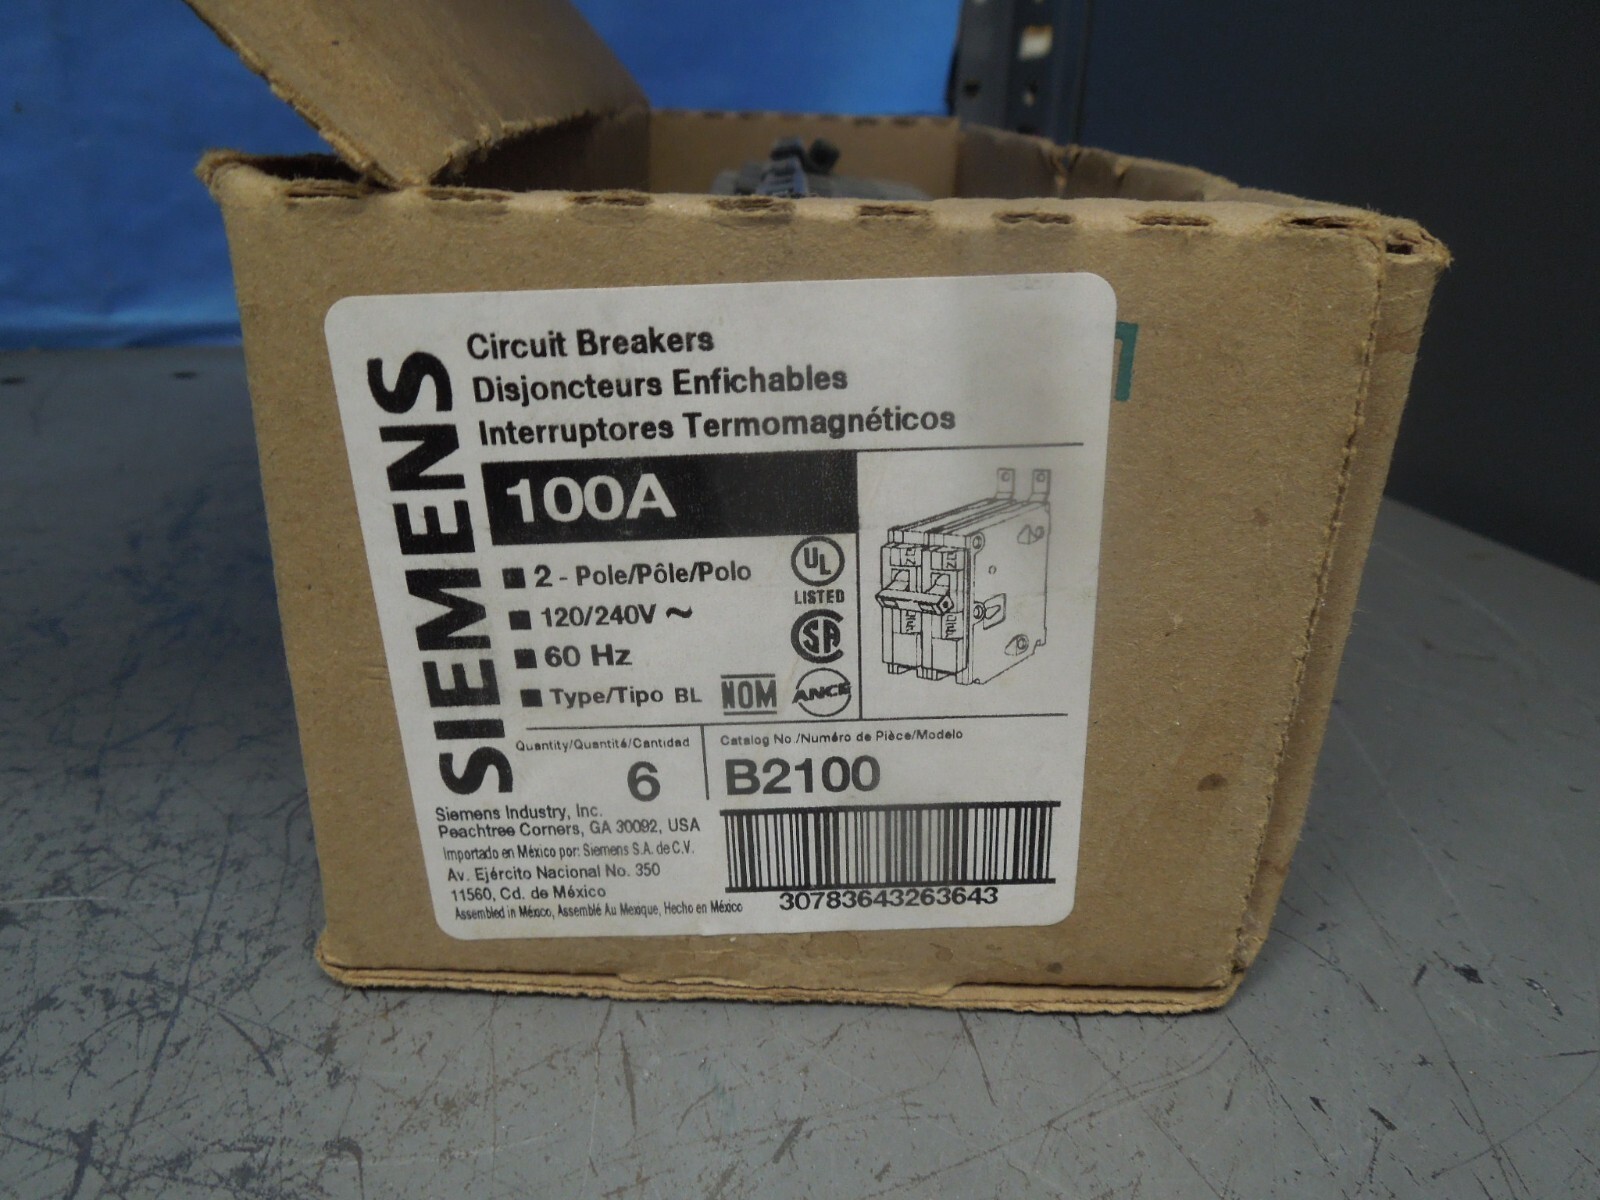 SIEMENS
Circuit Breakers
Disjoncteurs Enfichables
Interruptores Termomagnéticos
100A
■ 2 - Pole/Pôle/Polo
■ 120/240V ~
■ 60 Hz
■ Type/Tipo BL
UL
LISTED
SA
NOM
ANCE
Quantity/Quantité/Cantidad
6
Catalog No./Numéro de Pièce/Modelo
B2100
Siemens Industry, Inc.
Peachtree Corners, GA 30092, USA
Importado en México por: Siemens S.A. de C.V.
Av. Ejército Nacional No. 350
11560, Cd. de México
Assembled in México, Assemblé Au Mexique, Hecho en México
30783643263643